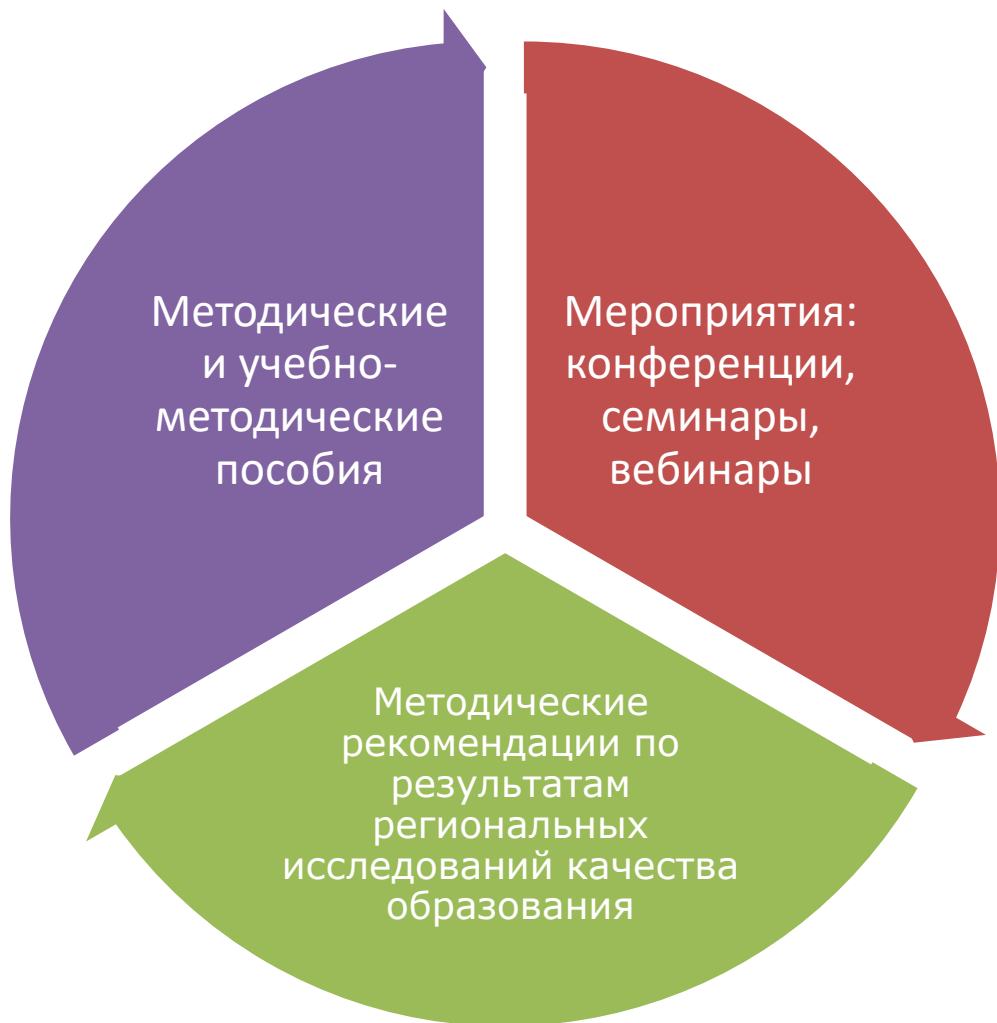 Методические
и учебно-
методические
пособия
Мероприятия:
конференции,
семинары,
вебинары
Методические
рекомендации по
результатам
региональных
исследований качества
образования